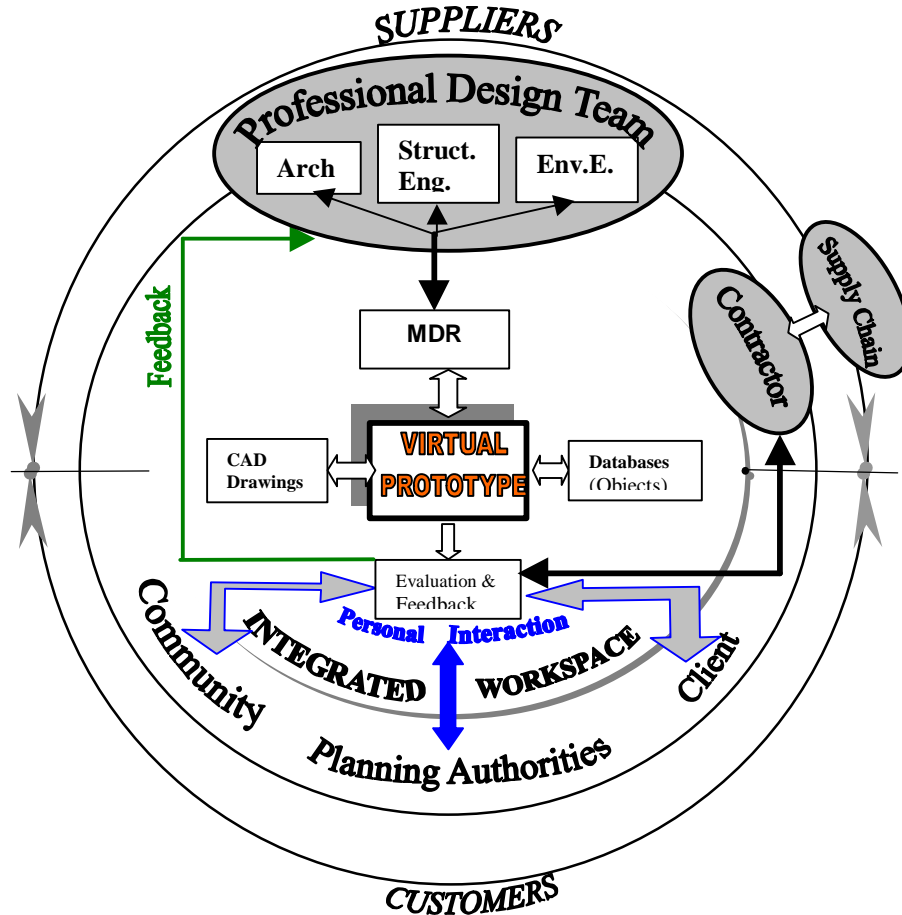 SUPPLIERS
Professional Design Team
Arch
Struct.
Eng.
Env.E.
Supply Chain
Contractor
Feedback
MDR
VIRTUAL
PROTOTYPE
CAD
Drawings
Databases
(Objects)
Evaluation &
Feedback
Personal Interaction
INTEGRATED WORKSPACE
Community
Client
Planning Authorities
CUSTOMERS